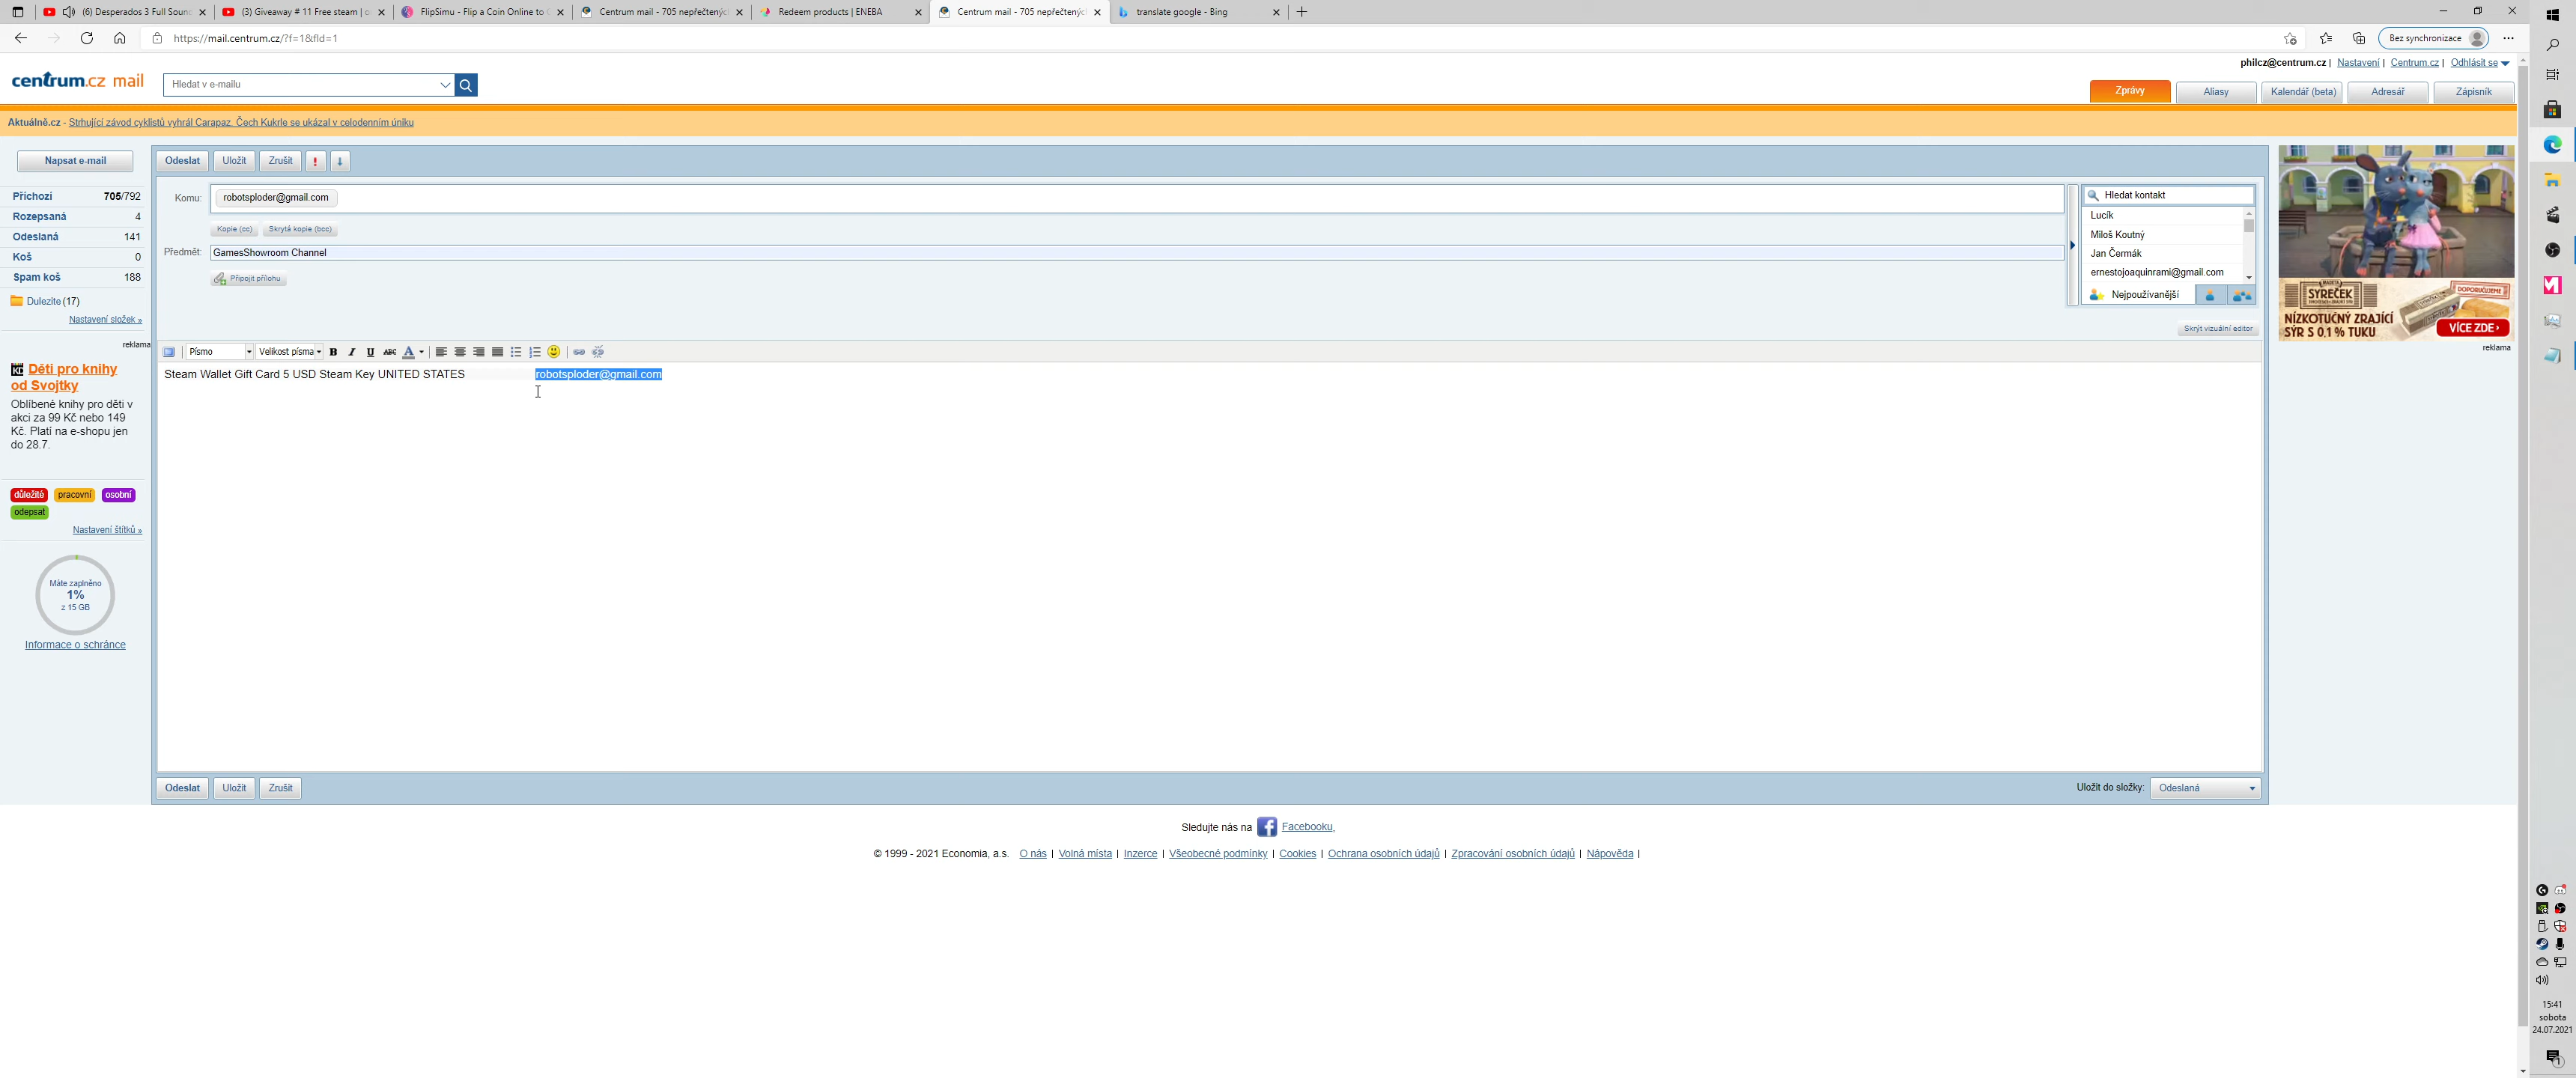 (6) Desperados 3 Full Soun
(3) Giveaway # 11 Free steam | c
FlipSimu - Flip a Coin Online to
Centrum mail - 705 nepřečtenýc
Redeem products | ENEBA
Centrum mail - 705 nepřečtenýc
translate google - Bing
https://mail.centrum.cz/?f=1&fld=1
Bez synchronizace
philcz@centrum.cz | Nastavení | Centrum.cz | Odhlásit se
centrum.cz mail
Hledat v e-mailu
Zprávy
Aliasy
Kalendář (beta)
Adresář
Zápisník
Aktuálně.cz - Strhující závod cyklistů vyhrál Carapaz. Čech Kukrle se ukázal v celodenním úniku
Napsat e-mail
Odeslat
Uložit
Zrušit
Příchozí 705/792
Rozepsaná 4
Odeslaná 141
Koš 0
Spam koš 188
Dulezite (17)
Nastavení složek »
reklama
Děti pro knihy
od Svojtky
Oblíbené knihy pro děti v
akci za 99 Kč nebo 149
Kč. Platí na e-shopu jen
do 28.7.
důležité pracovní osobní
odepsat
Nastavení štítků »
Máte zaplněno
1%
z 15 GB
Informace o schránce
Komu: robotsploder@gmail.com
Kopie (cc) Skrytá kopie (bcc)
Předmět: GamesShowroom Channel
Připojit přílohu
Hledat kontakt
Lucík
Miloš Koutný
Jan Čermák
ernestojoaquinrami@gmail.com
Nejpoužívanější
Skrýt vizuální editor
Písmo
Velikost písma
B I U ABC A
Steam Wallet Gift Card 5 USD Steam Key UNITED STATES robotsploder@gmail.com
DOPORUČUJEME
SYREČEK
NÍZKOTUČNÝ ZRAJÍCÍ
SÝR S 0,1 % TUKU
VÍCE ZDE ›
reklama
Odeslat
Uložit
Zrušit
Uložit do složky: Odeslaná
Sledujte nás na Facebooku.
© 1999 - 2021 Economia, a.s. O nás | Volná místa | Inzerce | Všeobecné podmínky | Cookies | Ochrana osobních údajů | Zpracování osobních údajů | Nápověda |
15:41
sobota
24.07.2021
1